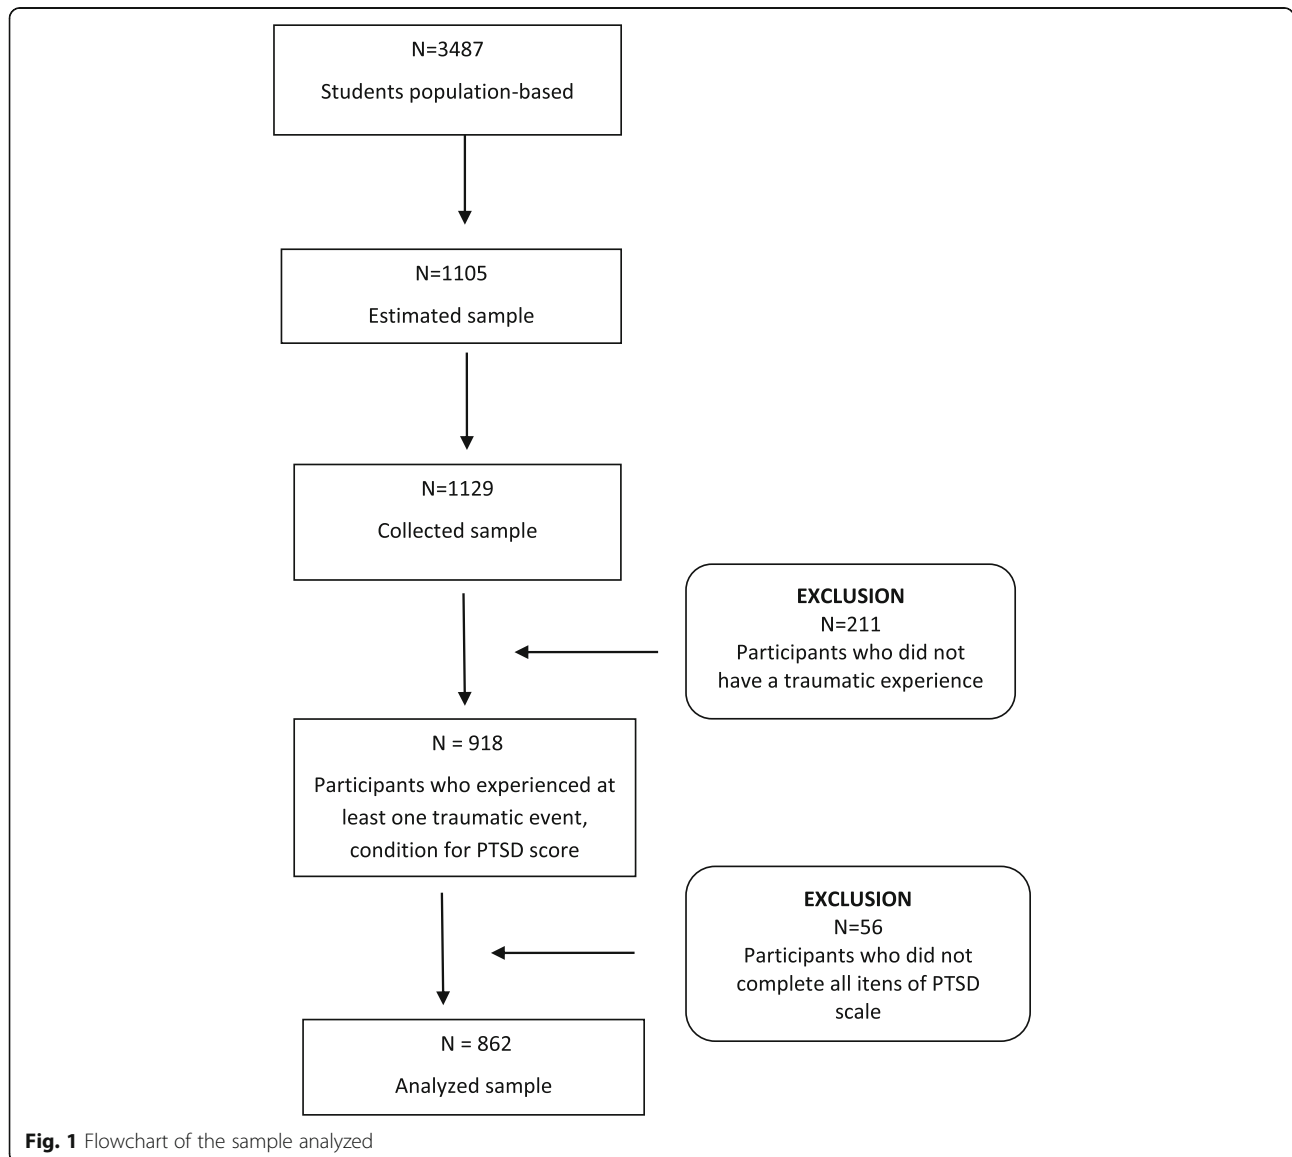 N=3487
Students population-based
N=1105
Estimated sample
N=1129
Collected sample
EXCLUSION
N=211
Participants who did not
have a traumatic experience
N = 918
Participants who experienced at
least one traumatic event,
condition for PTSD score
EXCLUSION
N=56
Participants who did not
complete all itens of PTSD
scale
N = 862
Analyzed sample
Fig. 1 Flowchart of the sample analyzed